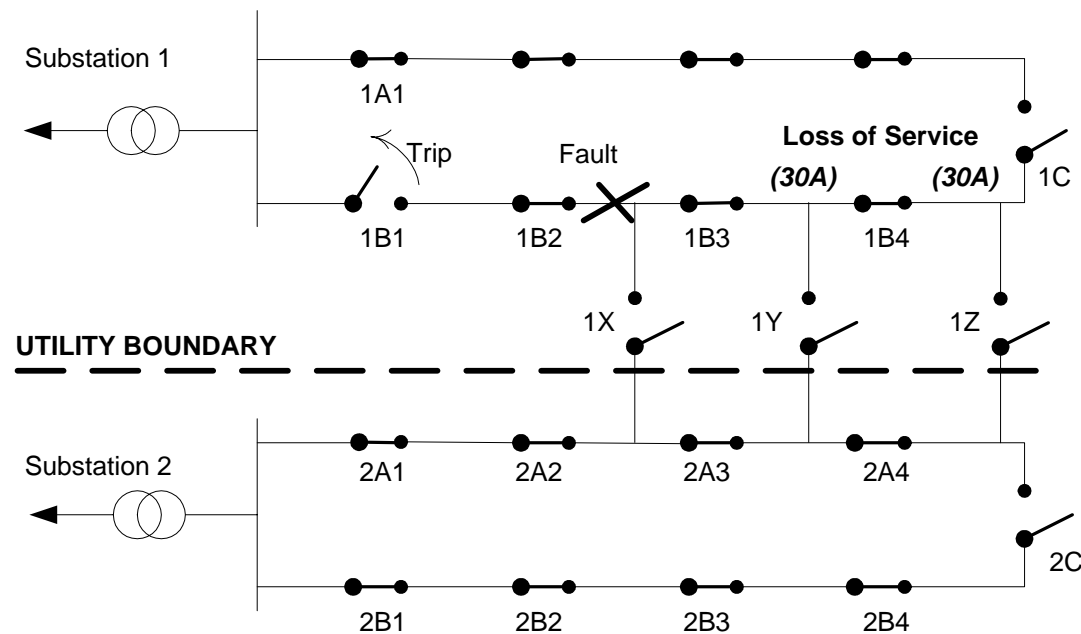 Substation 1
1A1
Loss of Service
Trip
Fault
(30A)
(30A)
1C
1B1
1B2
1B3
1B4
1X
1Y
1Z
UTILITY BOUNDARY
Substation 2
2A1
2A2
2A3
2A4
2C
2B1
2B2
2B3
2B4